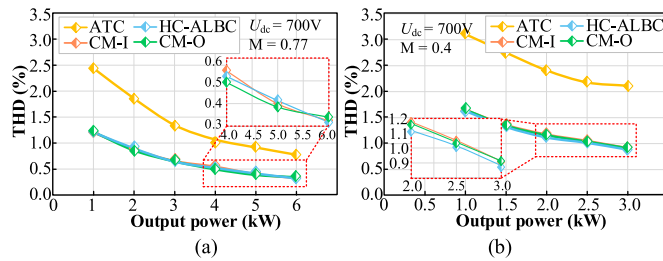 3.5
3.0
2.5
2.0
1.5
1.0
0.5
0.0
THD (%)
ATC
HC-ALBC
CM-I
CM-O
U_dc = 700V
M = 0.77
0.6
0.5
0.4
0.3
4.0 4.5 5.0 5.5 6.0
0 1 2 3 4 5 6
Output power (kW)
(a)
3.5
3.0
2.5
2.0
1.5
1.0
0.5
0.0
THD (%)
U_dc = 700V
M = 0.4
ATC
HC-ALBC
CM-I
CM-O
1.2
1.1
1.0
0.9
2.0 2.5 3.0
0 0.5 1.0 1.5 2.0 2.5 3.0
Output power (kW)
(b)